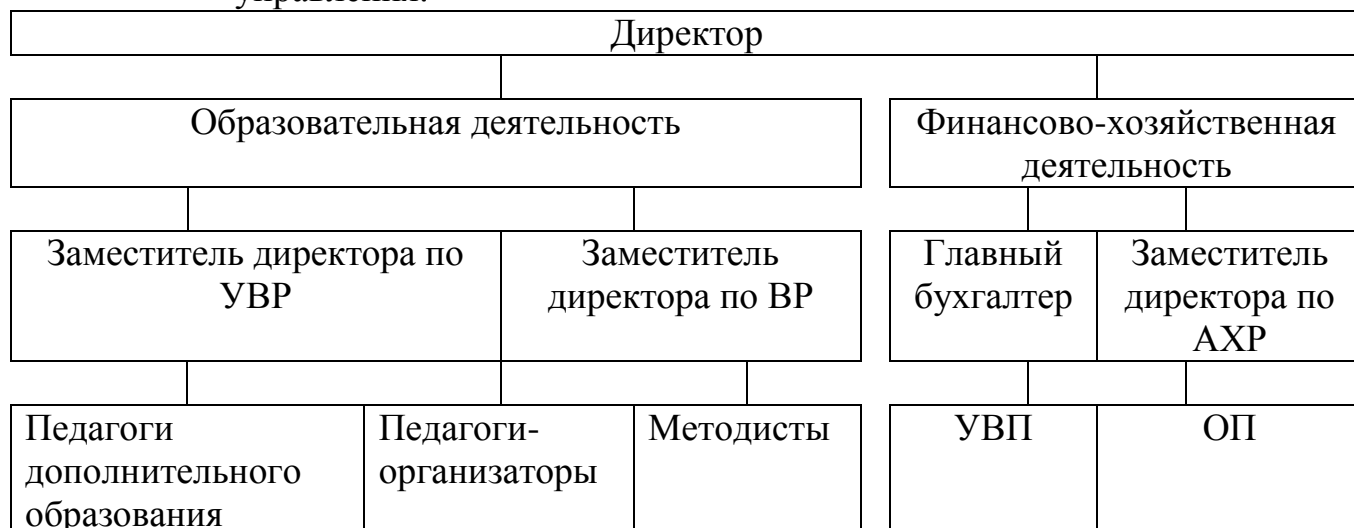 управления.
Директор
Образовательная деятельность
Финансово-хозяйственная
деятельность
Заместитель директора по
УВР
Заместитель
директора по ВР
Главный
бухгалтер
Заместитель
директора по
АХР
Педагоги
дополнительного
образования
Педагоги-
организаторы
Методисты
УВП
ОП